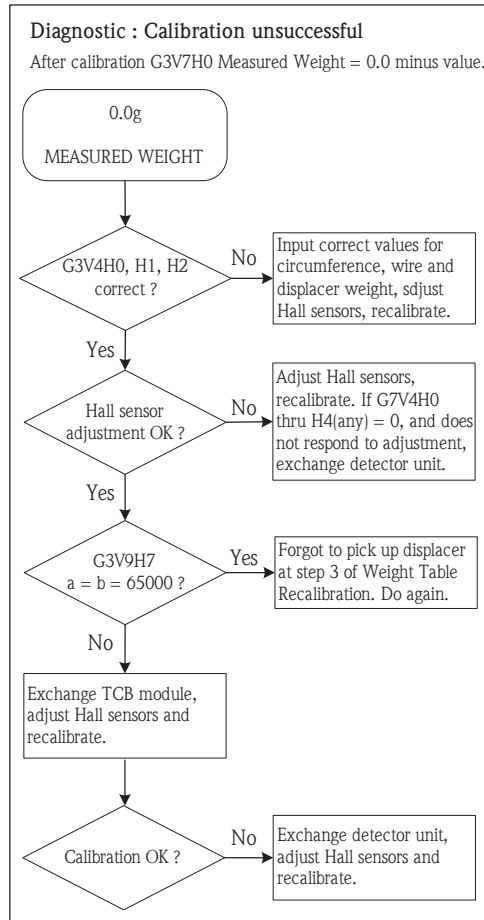 Diagnostic : Calibration unsuccessful
After calibration G3V7H0 Measured Weight = 0.0 minus value.
0.0g
MEASURED WEIGHT
G3V4H0, H1, H2
correct ?
No
Input correct values for
circumference, wire and
displacer weight, sdjust
Hall sensors, recalibrate.
Yes
Hall sensor
adjustment OK ?
No
Adjust Hall sensors,
recalibrate. If G7V4H0
thru H4(any) = 0, and does
not respond to adjustment,
exchange detector unit.
Yes
G3V9H7
a = b = 65000 ?
Yes
Forgot to pick up displacer
at step 3 of Weight Table
Recalibration. Do again.
No
Exchange TCB module,
adjust Hall sensors and
recalibrate.
Calibration OK ?
No
Exchange detector unit,
adjust Hall sensors and
recalibrate.